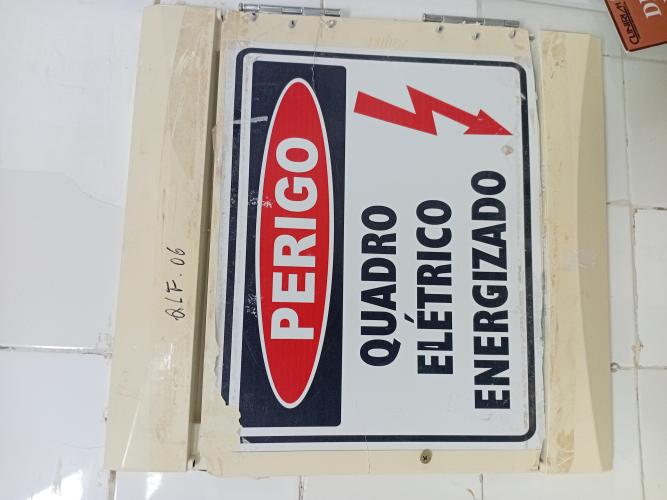 PERIGO
QUADRO
ELÉTRICO
ENERGIZADO
QLF.06